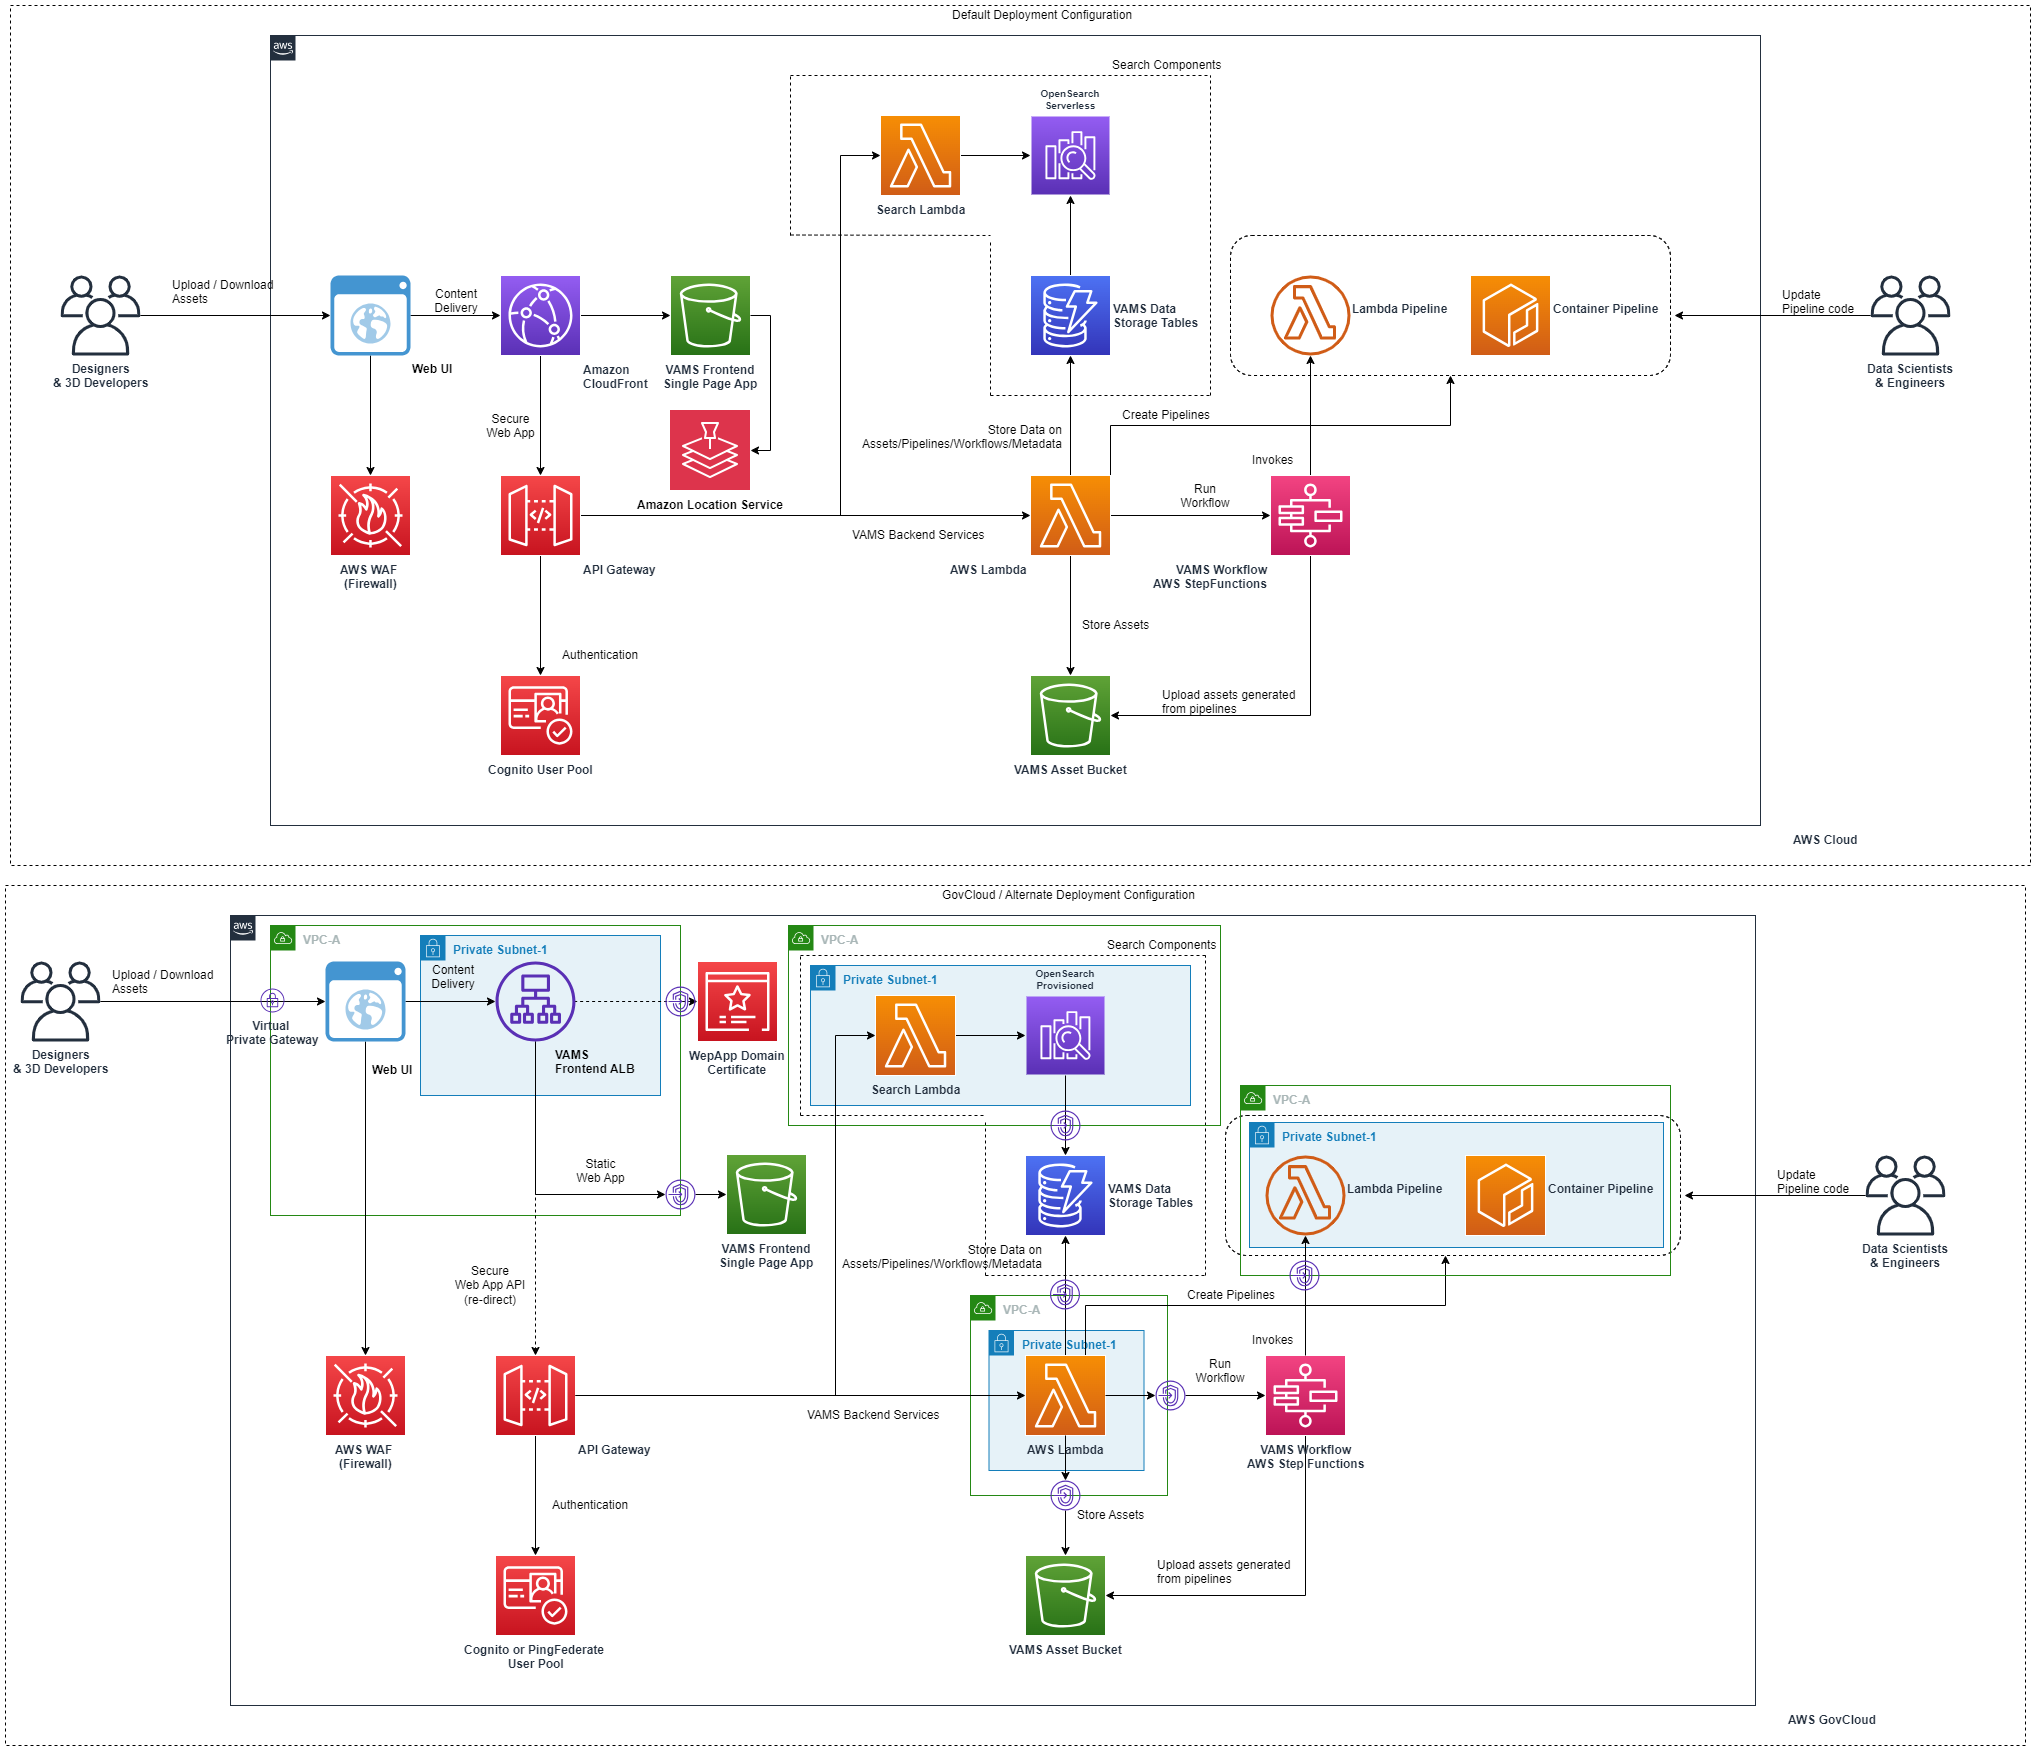 Default Deployment Configuration
aws
Search Components
OpenSearch
Serverless
Search Lambda
Upload / Download
Assets
Content
Delivery
VAMS Data
Storage Tables
Lambda Pipeline
Container Pipeline
Update
Pipeline code
Designers
& 3D Developers
Web UI
Amazon
CloudFront
VAMS Frontend
Single Page App
Data Scientists
& Engineers
Secure
Web App
Create Pipelines
Store Data on
Assets/Pipelines/Workflows/Metadata
Invokes
Amazon Location Service
Run
Workflow
VAMS Backend Services
AWS WAF
(Firewall)
API Gateway
AWS Lambda
VAMS Workflow
AWS StepFunctions
Store Assets
Authentication
Upload assets generated
from pipelines
Cognito User Pool
VAMS Asset Bucket
AWS Cloud
GovCloud / Alternate Deployment Configuration
aws
VPC-A
Private Subnet-1
VPC-A
Search Components
Private Subnet-1
OpenSearch
Provisioned
Upload / Download
Assets
Content
Delivery
Virtual
Private Gateway
Designers
& 3D Developers
Web UI
VAMS
Frontend ALB
WepApp Domain
Certificate
Search Lambda
VPC-A
Private Subnet-1
Static
Web App
VAMS Data
Storage Tables
Lambda Pipeline
Container Pipeline
Update
Pipeline code
VAMS Frontend
Single Page App
Store Data on
Assets/Pipelines/Workflows/Metadata
Data Scientists
& Engineers
Secure
Web App API
(re-direct)
Create Pipelines
VPC-A
Private Subnet-1
Invokes
Run
Workflow
VAMS Backend Services
AWS WAF
(Firewall)
API Gateway
AWS Lambda
VAMS Workflow
AWS Step Functions
Authentication
Store Assets
Upload assets generated
from pipelines
Cognito or PingFederate
User Pool
VAMS Asset Bucket
AWS GovCloud